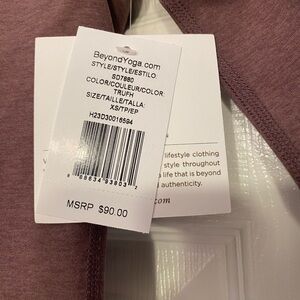 BeyondYoga.com
STYLE/STYLE/ESTILO:
SD7660
COLOR/COULEUR/COLOR:
TRUFH
SIZE/TAILLE/TALLA:
XS/TP/EP
H23D30016594
MSRP $90.00
lifestyle clothing
style throughout
life that is beyond
authenticity.
.com